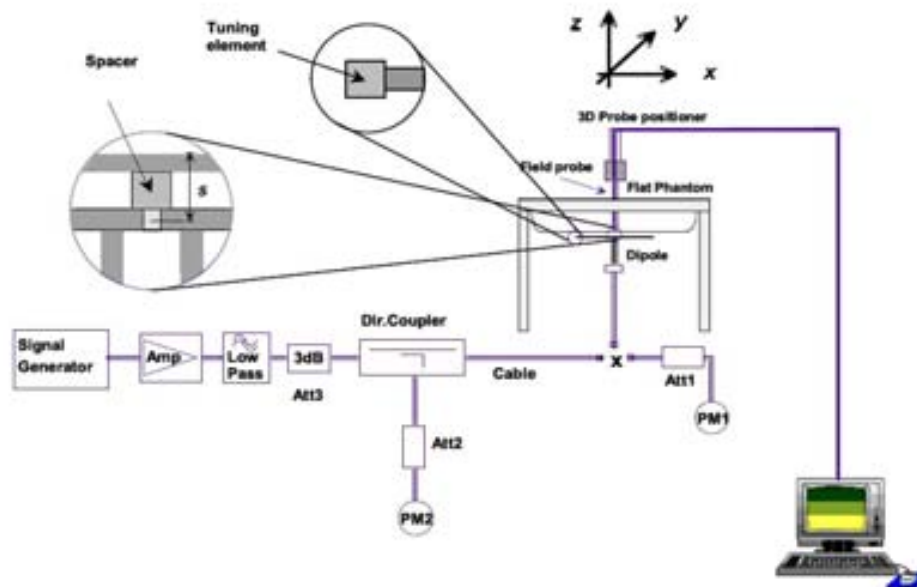 Tuning
element
Spacer
z
y
x
3D Probe positioner
s
Field probe
Flat Phantom
Dipole
Dir.Coupler
Signal
Generator
Amp
Low
Pass
3dB
Cable
x
Att1
Att3
PM1
Att2
PM2